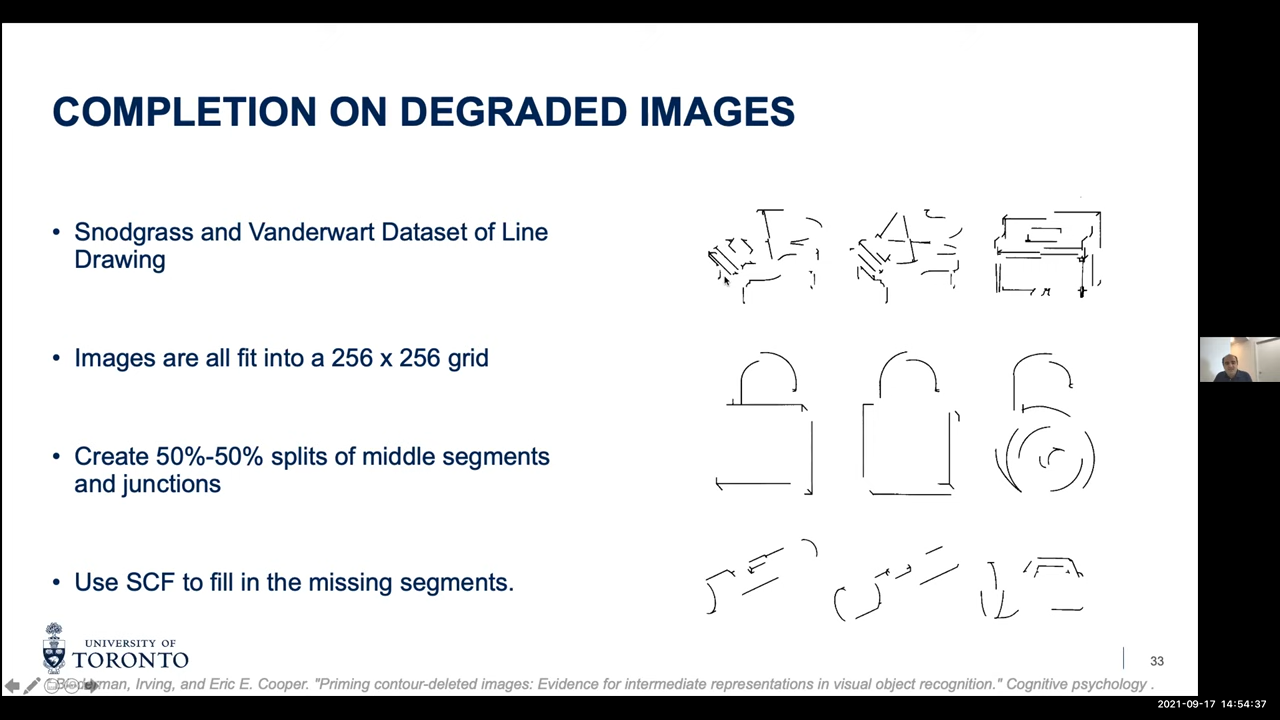 COMPLETION ON DEGRADED IMAGES
• Snodgrass and Vanderwart Dataset of Line
Drawing
• Images are all fit into a 256 x 256 grid
• Create 50%-50% splits of middle segments
and junctions
• Use SCF to fill in the missing segments.
UNIVERSITY OF
TORONTO
33
Irving, and Eric E. Cooper. "Priming contour-deleted images: Evidence for intermediate representations in visual object recognition." Cognitive psychology .
2021-09-17 14:54:37